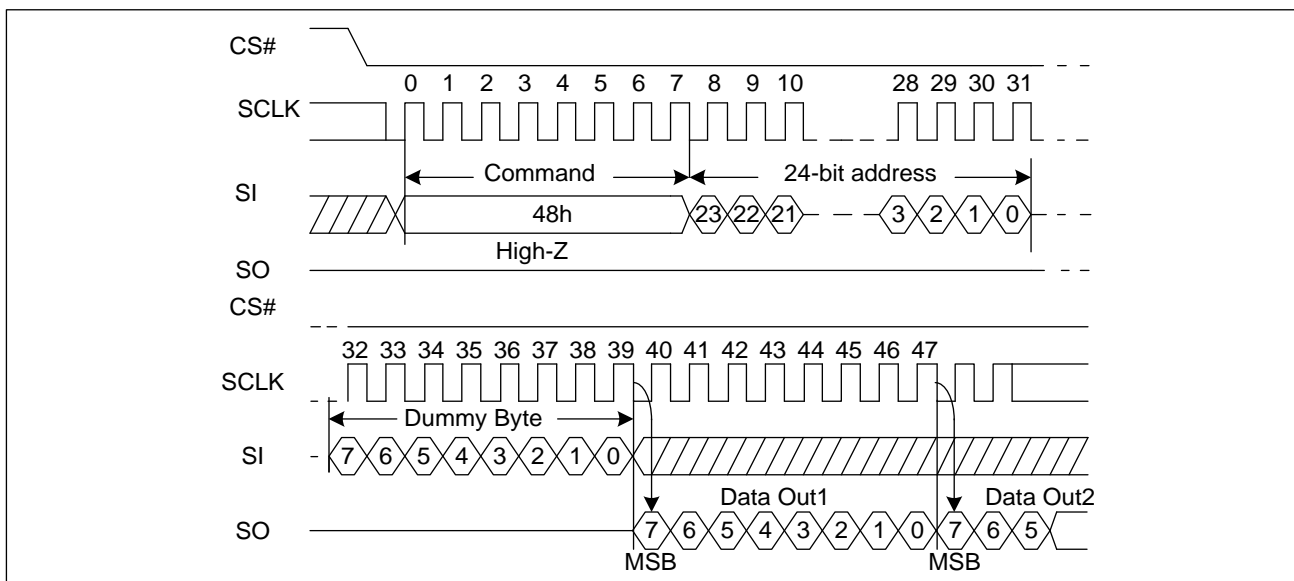 CS#
0 1 2 3 4 5 6 7 8 9 10 28 29 30 31
SCLK
Command 24-bit address
SI
48h 23 22 21 3 2 1 0
High-Z
SO
CS#
32 33 34 35 36 37 38 39 40 41 42 43 44 45 46 47
SCLK
Dummy Byte
SI 7 6 5 4 3 2 1 0
Data Out1 Data Out2
SO 7 6 5 4 3 2 1 0 7 6 5
MSB MSB